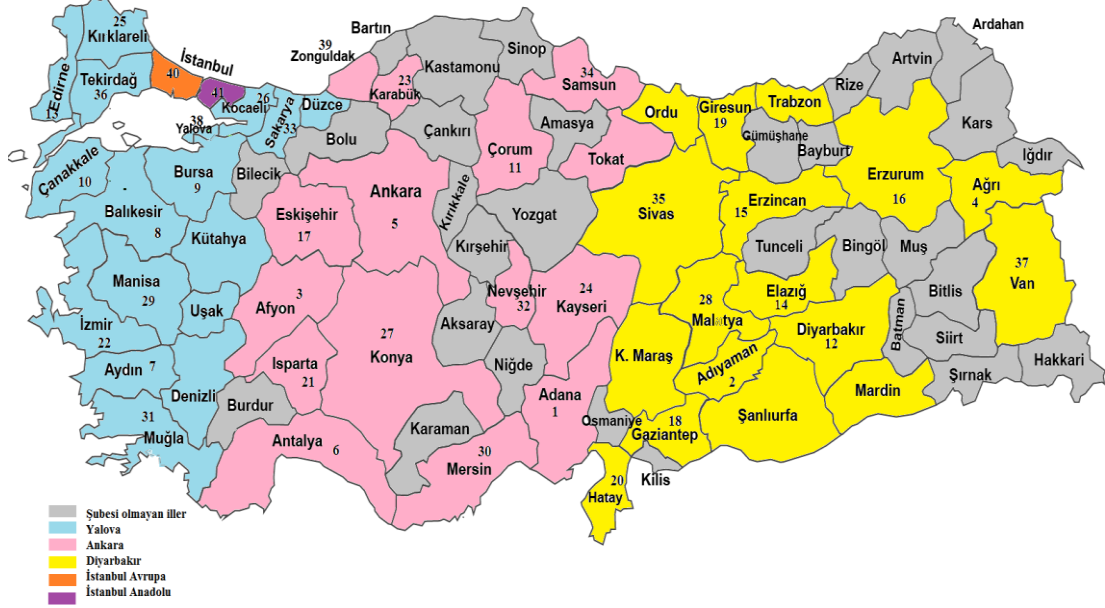 25
Kırklareli
Bartın
39
Zonguldak
Sinop
Ardahan
Artvin
İstanbul
Kastamonu
34
Samsun
Edirne
13
Tekirdağ
36
40
41
Kocaeli
26
23
Karabük
Rize
Trabzon
Ordu
Giresun
19
Düzce
Sakarya
33
38
Yalova
Bolu
Çankırı
Amasya
Gümüşhane
Bayburt
Kars
Çorum
11
Tokat
Iğdır
Çanakkale
10
Bursa
9
Bilecik
Ankara
5
Kırıkkale
Erzurum
16
Ağrı
4
Balıkesir
8
Eskişehir
17
Yozgat
35
Sivas
15
Erzincan
Kütahya
Kırşehir
Tunceli
Bingöl
Muş
37
Van
Manisa
29
Uşak
3
Afyon
Nevşehir
32
24
Kayseri
28
Malatya
Elazığ
14
Bitlis
İzmir
22
27
Konya
Aksaray
Diyarbakır
12
Batman
Siirt
Aydın
7
Isparta
21
Niğde
K. Maraş
Adıyaman
2
Hakkari
Şırnak
Denizli
Burdur
Adana
1
Mardin
31
Muğla
Karaman
Osmaniye
18
Gaziantep
Şanlıurfa
Antalya
6
30
Mersin
20
Hatay
Kilis
Şubesi olmayan iller
Yalova
Ankara
Diyarbakır
İstanbul Avrupa
İstanbul Anadolu